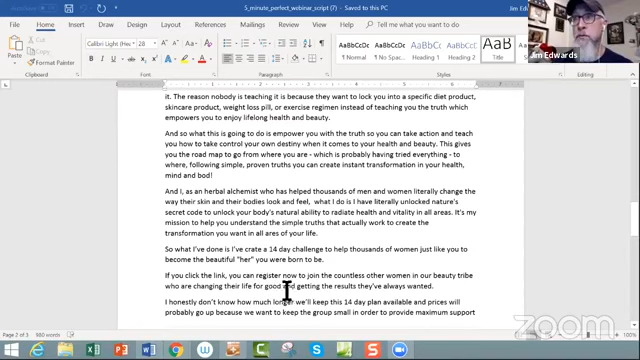 5_minute_perfect_webinar_script (7) - Saved to this PC
Jim Ed
File Home Insert Draw Design Layout References Mailings Review View Help Tell me what you want to do
Paste
Cut
Copy
Format Painter
Clipboard
Calibri Light (Hea
28
Font
Paragraph
Styles
AaBbCcDc AaBbCcDc AaBbCc AaBbCcC AaB
¶ Normal ¶ No Spac... Heading 1 Heading 2 Title
Jim Edwards
it. The reason nobody is teaching it is because they want to lock you into a specific diet product,
skincare product, weight loss pill, or exercise regimen instead of teaching you the truth which
empowers you to enjoy lifelong health and beauty.
And so what this is going to do is empower you with the truth so you can take action and teach
you how to take control your own destiny when it comes to your health and beauty. This gives
you the road map to go from where you are - which is probably having tried everything - to
where, following simple, proven truths you can create instant transformation in your health,
mind and bod!
And I, as an herbal alchemist who has helped thousands of men and women literally change the
way their skin and their bodies look and feel, what I do is I have literally unlocked nature's
secret code to unlock your body's natural ability to radiate health and vitality in all areas. It's my
mission to help you understand the simple truths that actually work to create the
transformation you want in all ares of your life.
So what I've done is I've crate a 14 day challenge to help thousands of women just like you to
become the beautiful "her" you were born to be.
If you click the link, you can register now to join the countless other women in our beauty tribe
who are changing their life for good and getting the results they've always wanted.
I honestly don't know how much longer we'll keep this 14 day plan available and prices will
probably go up because we want to keep the group small in order to provide maximum support
Page 2 of 3 980 words
zoom